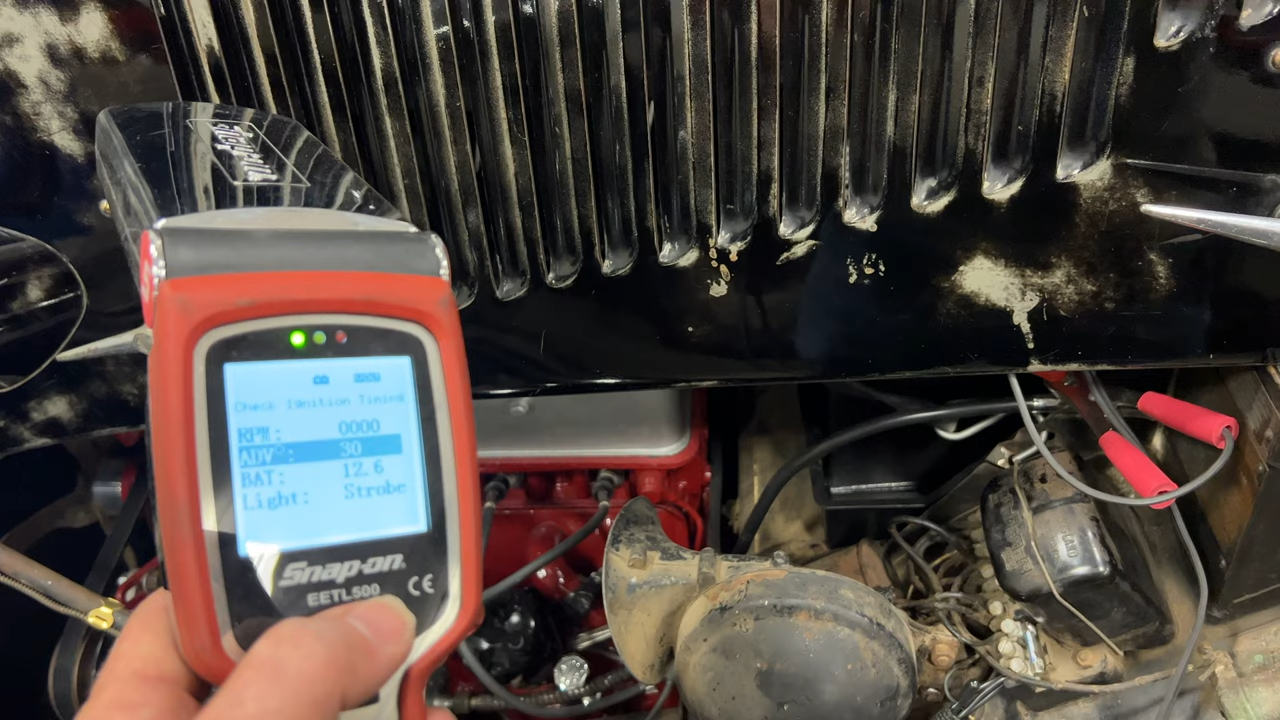 Check Ignition Timing
RPM: 0000
ADV°: 30
BAT: 12.6
Light: Strobe
Snap-on
EETL500
CE